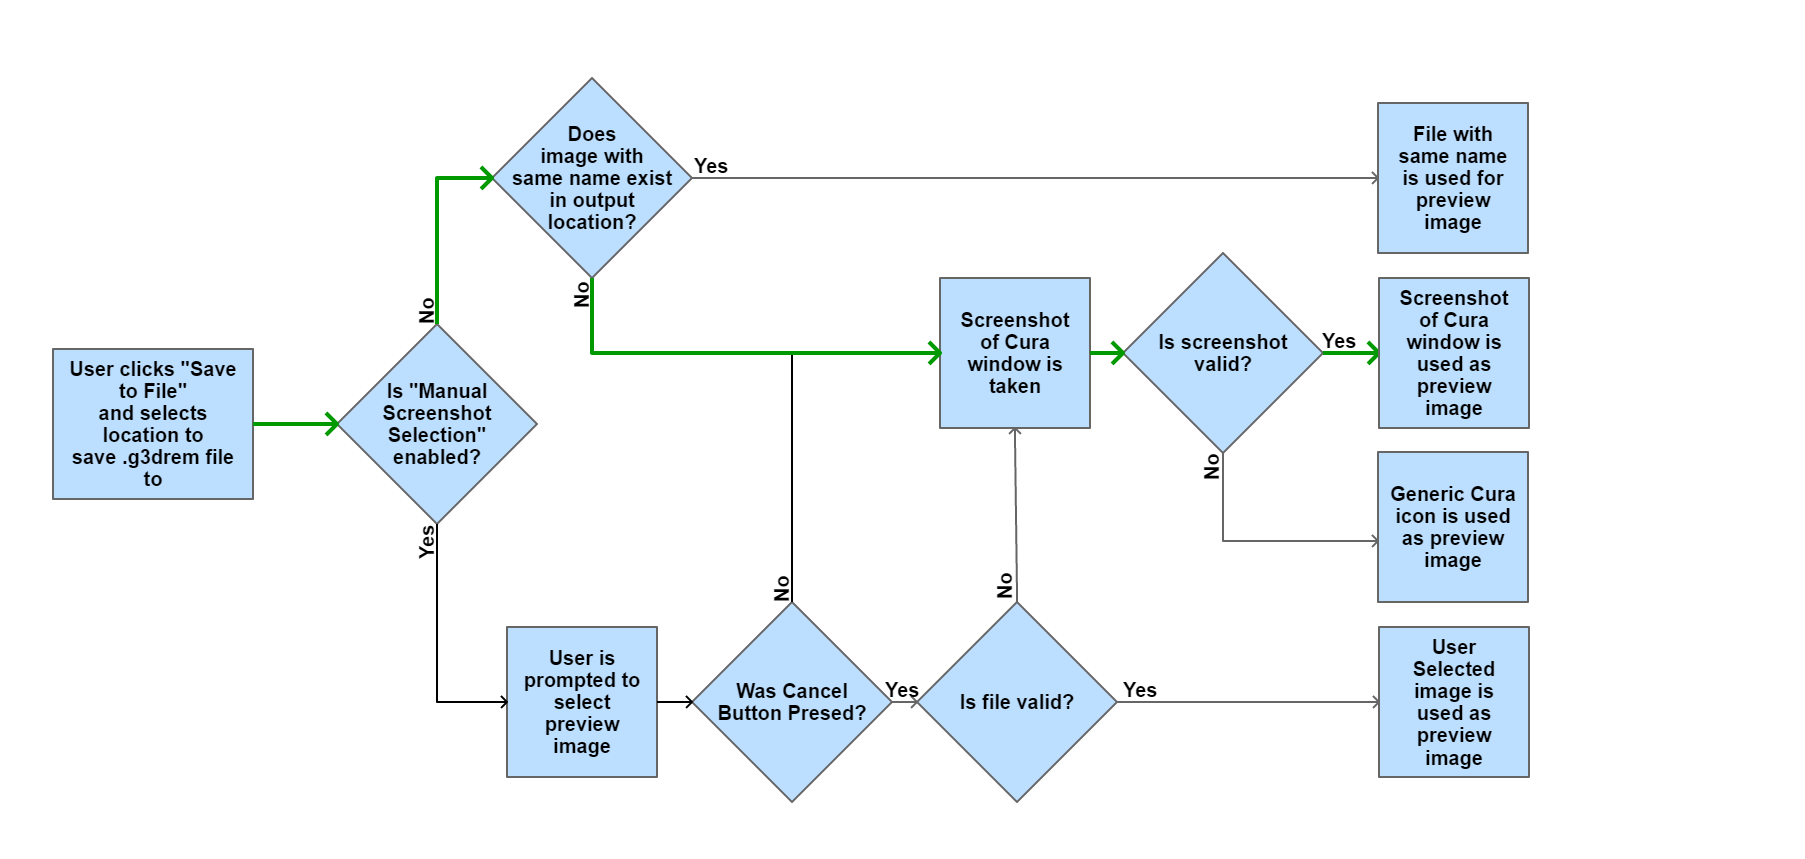 User clicks "Save
to File"
and selects
location to
save .g3drem file
to
Is "Manual
Screenshot
Selection"
enabled?
No
Yes
Does
image with
same name exist
in output
location?
Yes
No
File with
same name
is used for
preview
image
Screenshot
of Cura
window is
taken
Is screenshot
valid?
Yes
No
Screenshot
of Cura
window is
used as
preview
image
Generic Cura
icon is used
as preview
image
User is
prompted to
select
preview
image
Was Cancel
Button Presed?
No
Yes
Is file valid?
No
Yes
User
Selected
image is
used as
preview
image